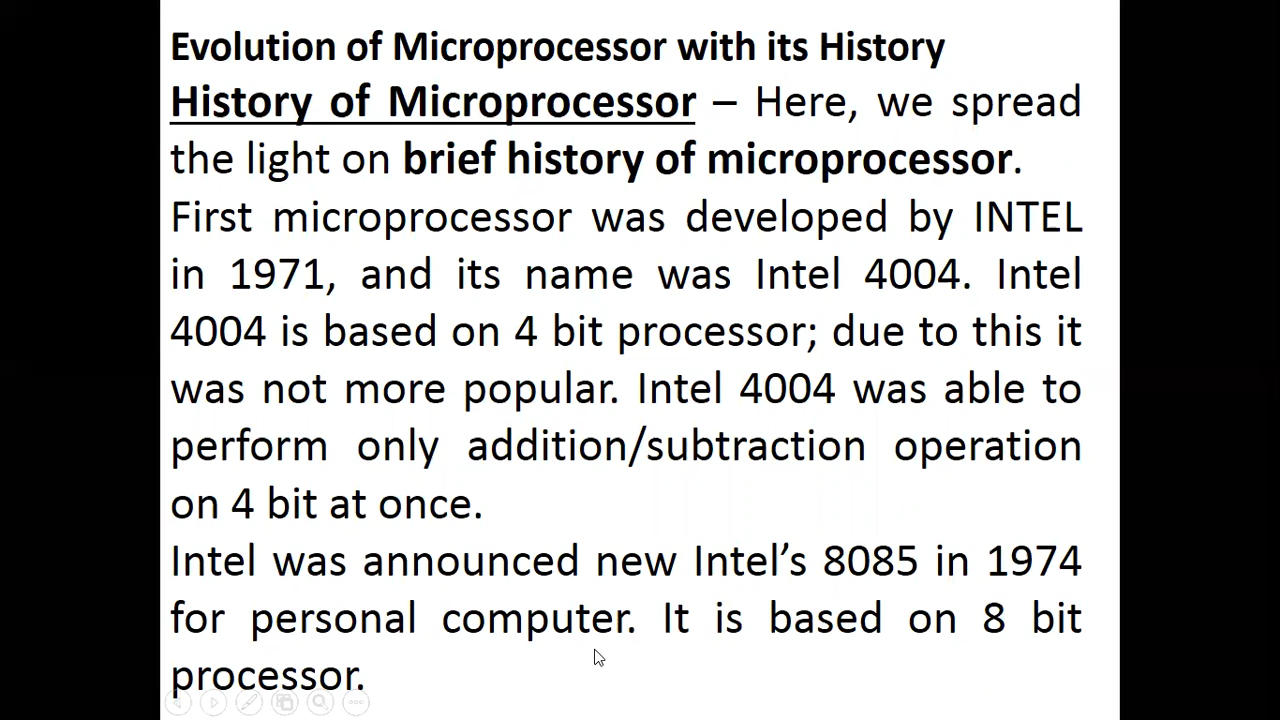 Evolution of Microprocessor with its History
History of Microprocessor – Here, we spread
the light on brief history of microprocessor.
First microprocessor was developed by INTEL
in 1971, and its name was Intel 4004. Intel
4004 is based on 4 bit processor; due to this it
was not more popular. Intel 4004 was able to
perform only addition/subtraction operation
on 4 bit at once.
Intel was announced new Intel’s 8085 in 1974
for personal computer. It is based on 8 bit
processor.